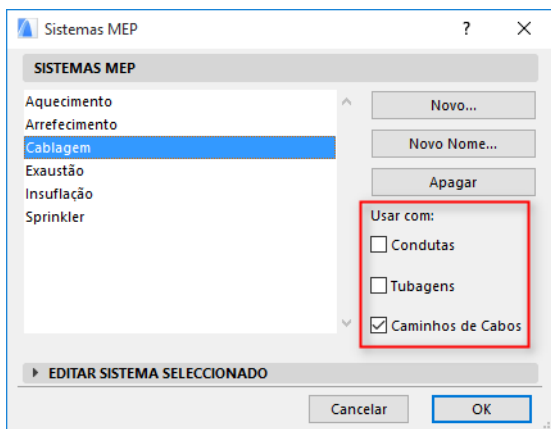 Sistemas MEP
?
SISTEMAS MEP
Aquecimento
Arrefecimento
Cablagem
Exaustão
Insuflação
Sprinkler
Novo...
Novo Nome...
Apagar
Usar com:
Condutas
Tubagens
Caminhos de Cabos
EDITAR SISTEMA SELECCIONADO
Cancelar
OK